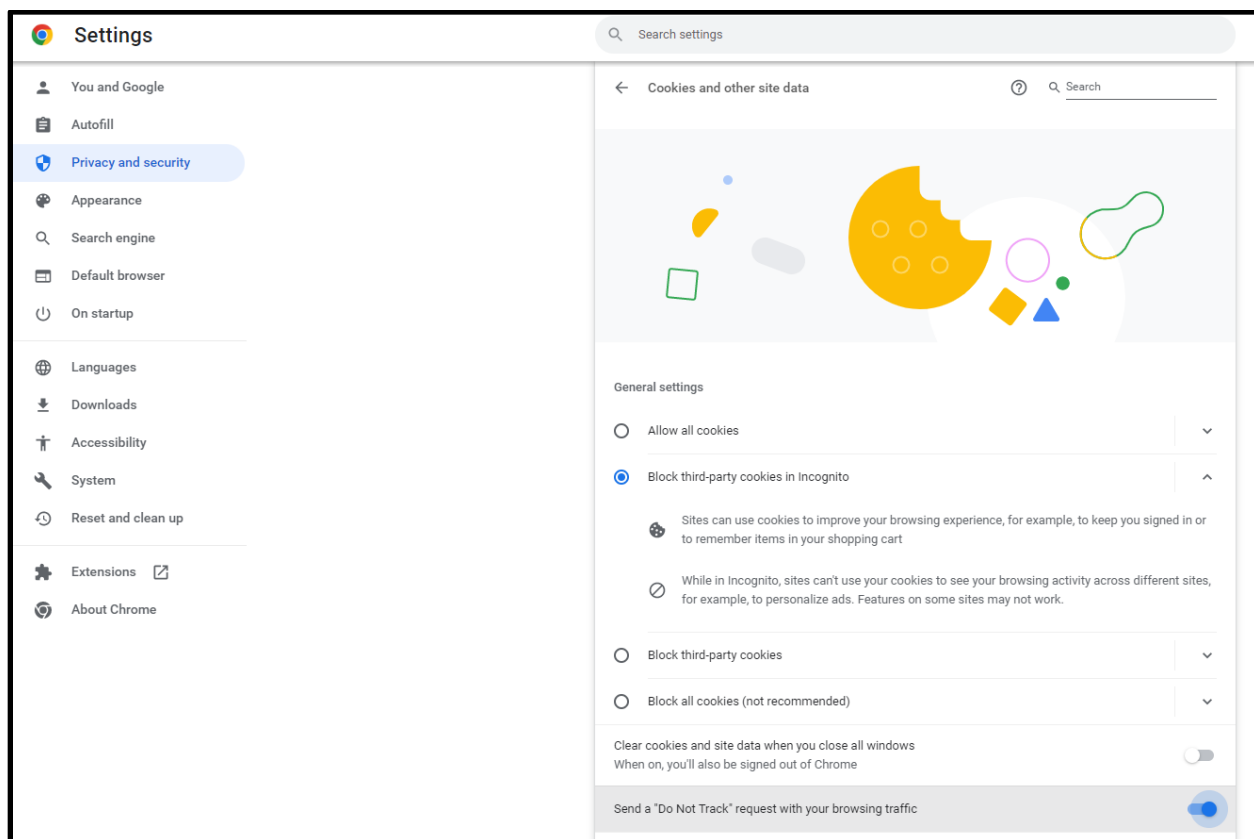 Settings
Search settings
You and Google
Autofill
Privacy and security
Appearance
Search engine
Default browser
On startup
Languages
Downloads
Accessibility
System
Reset and clean up
Extensions
About Chrome
Cookies and other site data
Search
General settings
Allow all cookies
Block third-party cookies in Incognito
Sites can use cookies to improve your browsing experience, for example, to keep you signed in or
to remember items in your shopping cart
While in Incognito, sites can't use your cookies to see your browsing activity across different sites,
for example, to personalize ads. Features on some sites may not work.
Block third-party cookies
Block all cookies (not recommended)
Clear cookies and site data when you close all windows
When on, you'll also be signed out of Chrome
Send a "Do Not Track" request with your browsing traffic